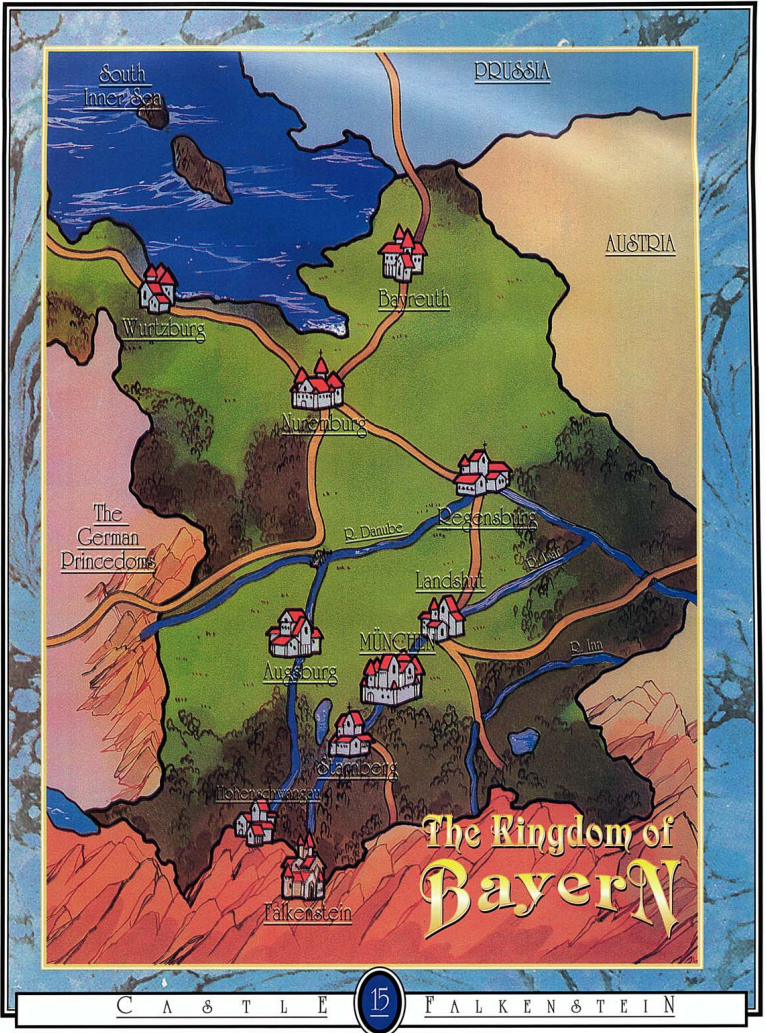 South
Inner Sea
PRUSSIA
AUSTRIA
Bayreuth
Wurtzburg
Nurenburg
Regensburg
The
German
Princedoms
R. Danube
R. Isar
Landshut
MÜNCHEN
R. Inn
Augsburg
Starnberg
Hohenschwangau
Falkenstein
The Kingdom of
BayerN
CASTLE 15 FALKENSTEIN